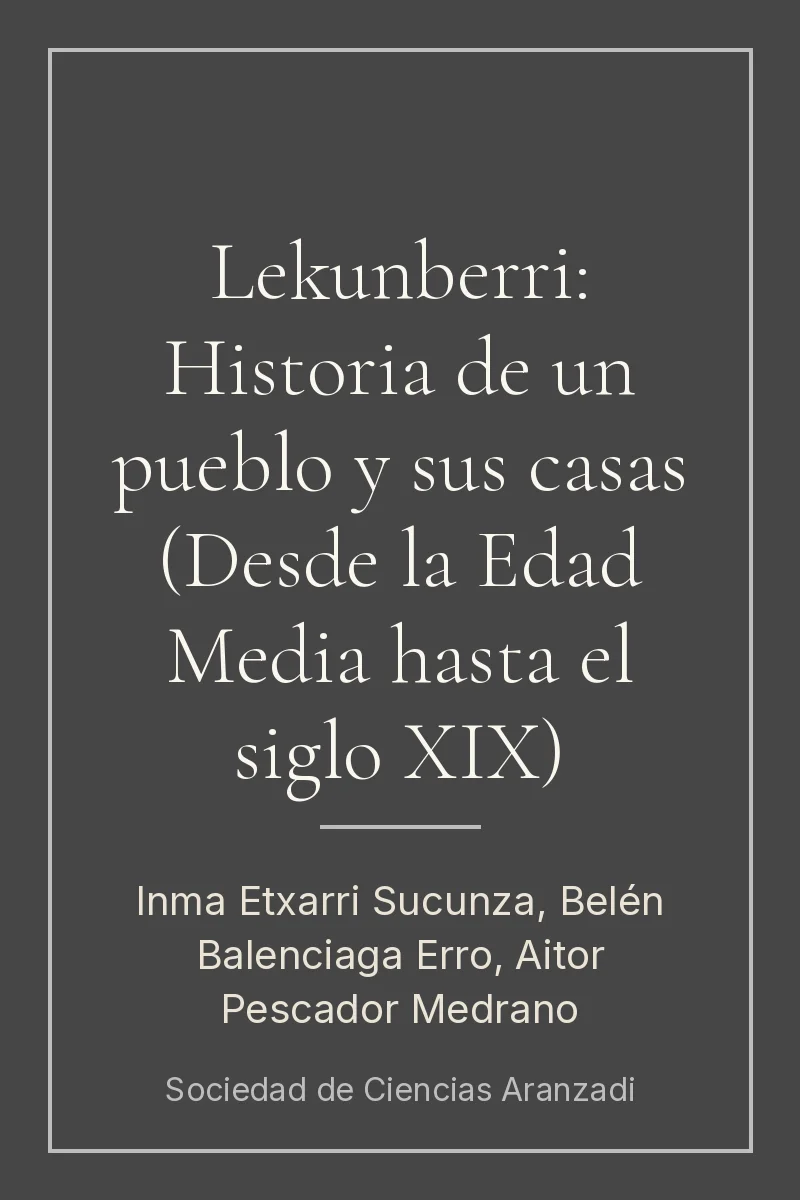 Lekunberri:
Historia de un
pueblo y sus casas
(Desde la Edad
Media hasta el
siglo XIX)
Inma Etxarri Sucunza, Belén
Balenciaga Erro, Aitor
Pescador Medrano
Sociedad de Ciencias Aranzadi